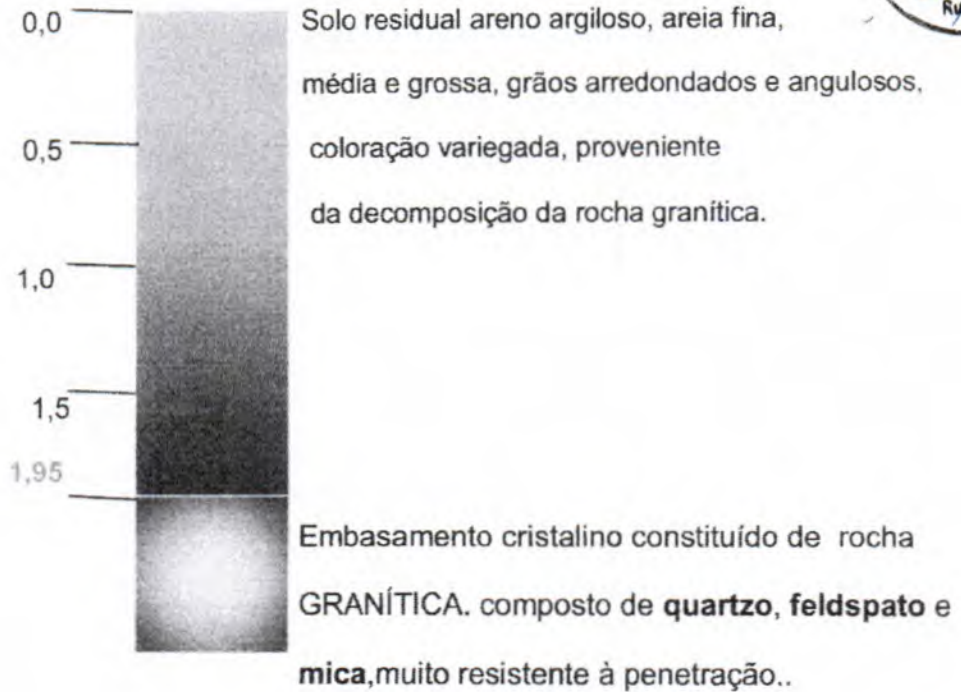 0,0
Solo residual areno argiloso, areia fina,
média e grossa, grãos arredondados e angulosos,
0,5
coloração variegada, proveniente
da decomposição da rocha granítica.
1,0
1,5
1,95
Embasamento cristalino constituído de rocha
GRANÍTICA. composto de quartzo, feldspato e
mica,muito resistente à penetração..